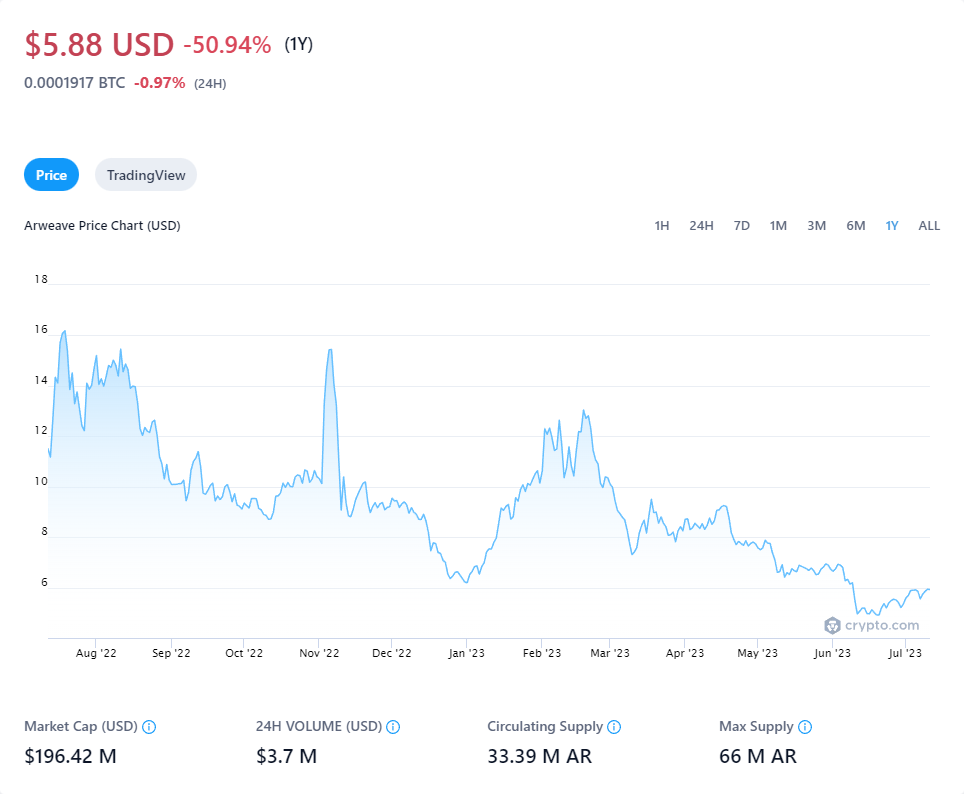 $5.88 USD -50.94% (1Y)
0.0001917 BTC -0.97% (24H)
Price TradingView
Arweave Price Chart (USD) 1H 24H 7D 1M 3M 6M 1Y ALL
18
16
14
12
10
8
6
crypto.com
Aug '22 Sep '22 Oct '22 Nov '22 Dec '22 Jan '23 Feb '23 Mar '23 Apr '23 May '23 Jun '23 Jul '23
Market Cap (USD) 24H VOLUME (USD) Circulating Supply Max Supply
$196.42 M $3.7 M 33.39 M AR 66 M AR